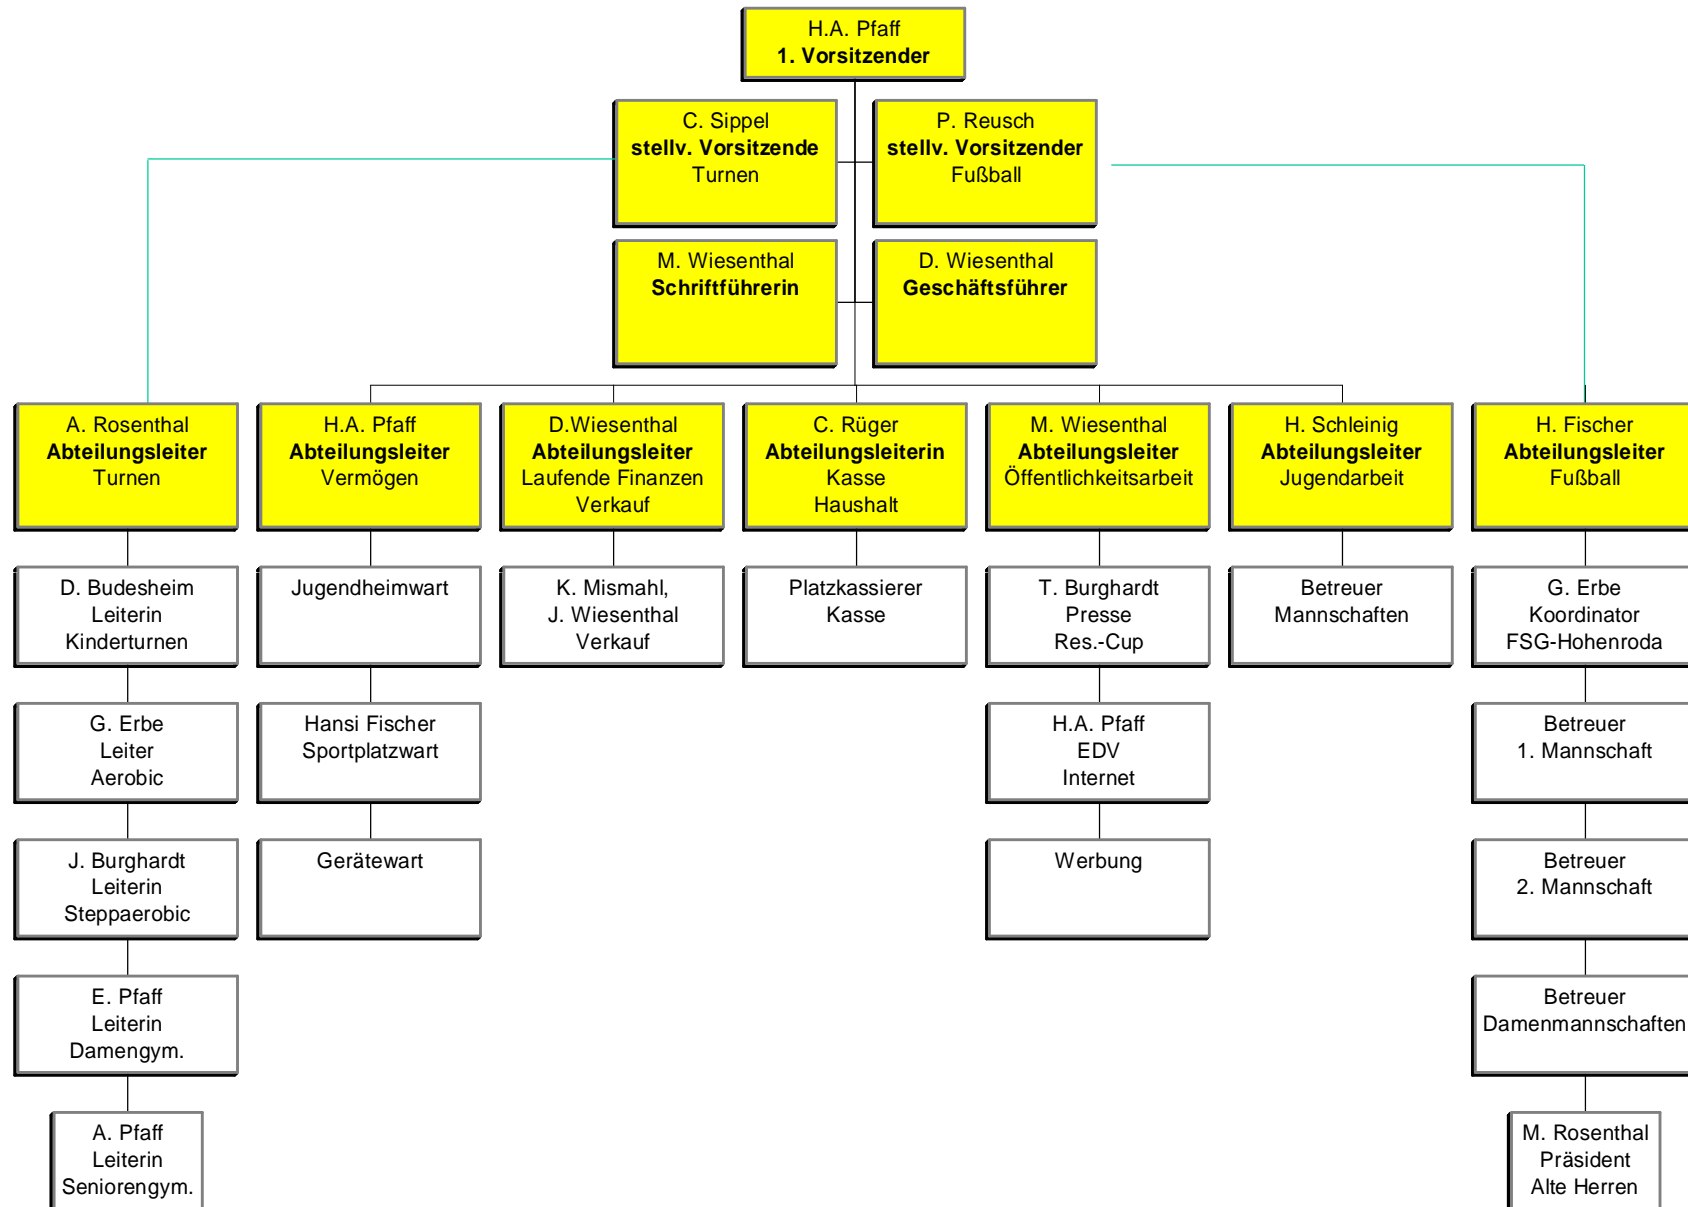 H.A. Pfaff
1. Vorsitzender
C. Sippel
stellv. Vorsitzende
Turnen
P. Reusch
stellv. Vorsitzender
Fußball
M. Wiesenthal
Schriftführerin
D. Wiesenthal
Geschäftsführer
A. Rosenthal
Abteilungsleiter
Turnen
H.A. Pfaff
Abteilungsleiter
Vermögen
D.Wiesenthal
Abteilungsleiter
Laufende Finanzen
Verkauf
C. Rüger
Abteilungsleiterin
Kasse
Haushalt
M. Wiesenthal
Abteilungsleiter
Öffentlichkeitsarbeit
H. Schleinig
Abteilungsleiter
Jugendarbeit
H. Fischer
Abteilungsleiter
Fußball
D. Budesheim
Leiterin
Kinderturnen
Jugendheimwart
K. Mismahl,
J. Wiesenthal
Verkauf
Platzkassierer
Kasse
T. Burghardt
Presse
Res.-Cup
Betreuer
Mannschaften
G. Erbe
Koordinator
FSG-Hohenroda
G. Erbe
Leiter
Aerobic
Hansi Fischer
Sportplatzwart
H.A. Pfaff
EDV
Internet
Betreuer
1. Mannschaft
J. Burghardt
Leiterin
Steppaerobic
Gerätewart
Werbung
Betreuer
2. Mannschaft
E. Pfaff
Leiterin
Damengym.
Betreuer
Damenmannschaften
A. Pfaff
Leiterin
Seniorengym.
M. Rosenthal
Präsident
Alte Herren